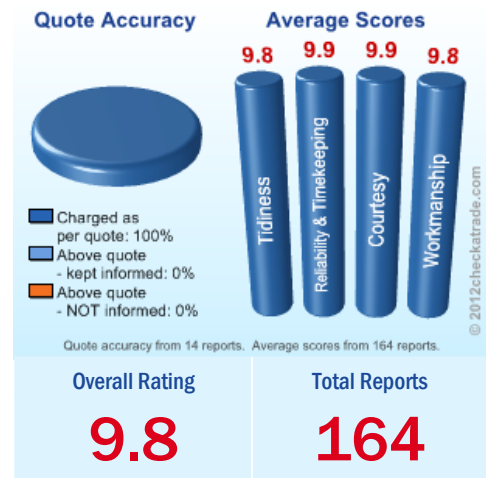 Quote Accuracy
Average Scores
9.8
9.9
9.9
9.8
Tidiness
Reliability & Timekeeping
Courtesy
Workmanship
Charged as
per quote: 100%
Above quote
- kept informed: 0%
Above quote
- NOT informed: 0%
© 2012checkatrade.com
Quote accuracy from 14 reports. Average scores from 164 reports.
Overall Rating
9.8
Total Reports
164